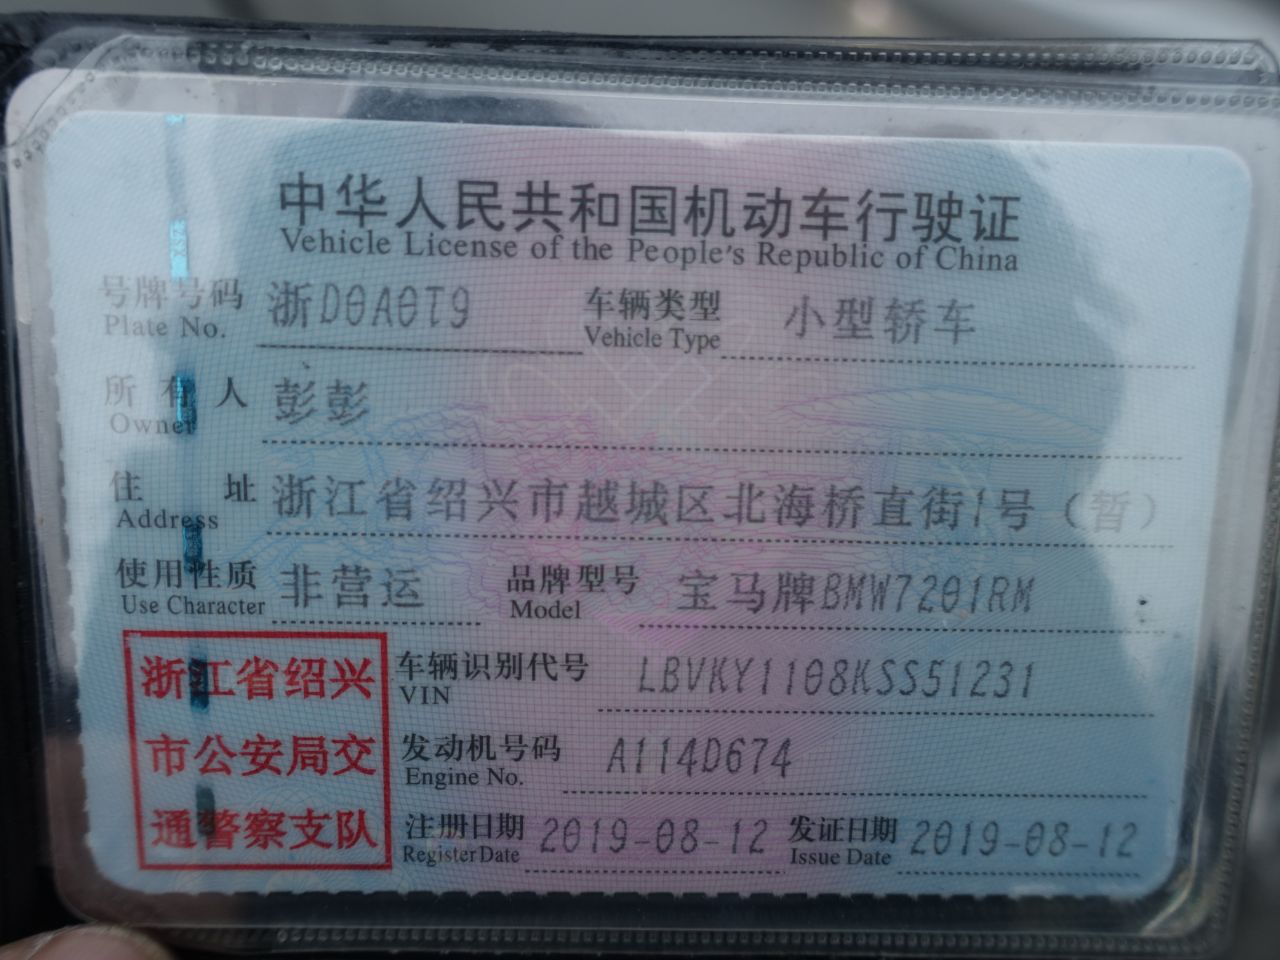 中华人民共和国机动车行驶证
Vehicle License of the People's Republic of China
号牌号码 浙D0A0T9 车辆类型 小型轿车
Plate No. Vehicle Type
所有人 彭彭
Owner
住址 浙江省绍兴市越城区北海桥直街1号（暂）
Address
使用性质 非营运 品牌型号 宝马牌BMW7201RM
Use Character Model
浙江省绍兴
市公安局交
通警察支队
车辆识别代号 LBVKY1108KSS51231
VIN
发动机号码 A114D674
Engine No.
注册日期 2019-08-12 发证日期 2019-08-12
Register Date Issue Date